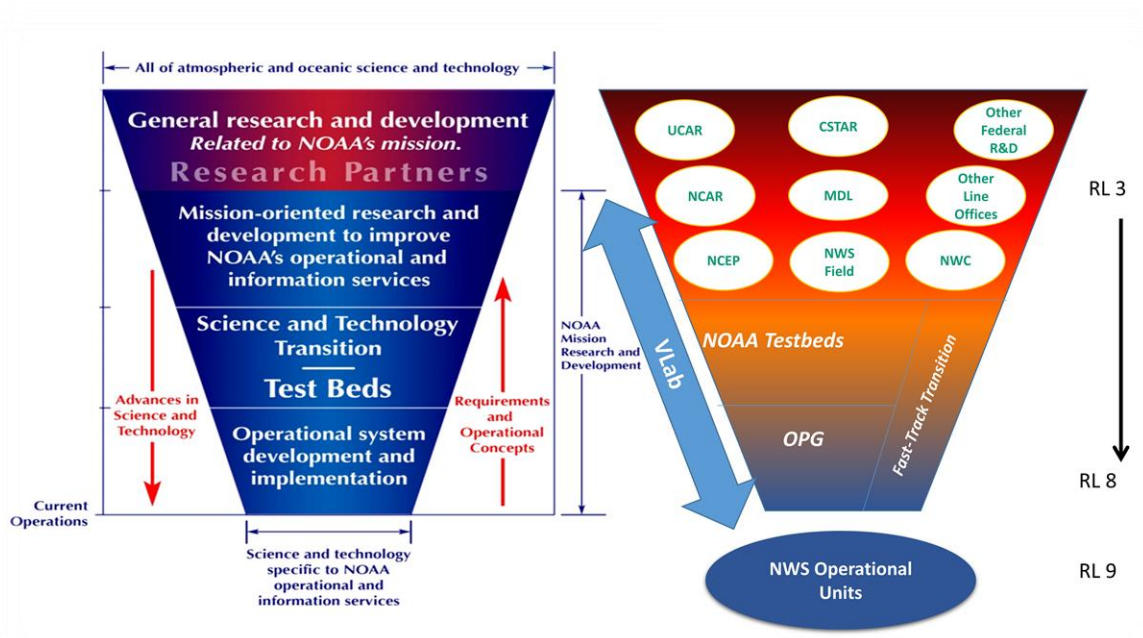 All of atmospheric and oceanic science and technology
General research and development
Related to NOAA's mission.
Research Partners
Mission-oriented research and
development to improve
NOAA's operational and
information services
Science and Technology
Transition
Test Beds
Operational system
development and
implementation
Advances in
Science and
Technology
Requirements
and
Operational
Concepts
NOAA
Mission
Research and
Development
Current
Operations
Science and technology
specific to NOAA
operational and
information services
UCAR
CSTAR
Other
Federal
R&D
NCAR
MDL
Other
Line
Offices
NCEP
NWS
Field
NWC
VLab
NOAA Testbeds
OPG
Fast-Track Transition
NWS Operational
Units
RL 3
RL 8
RL 9